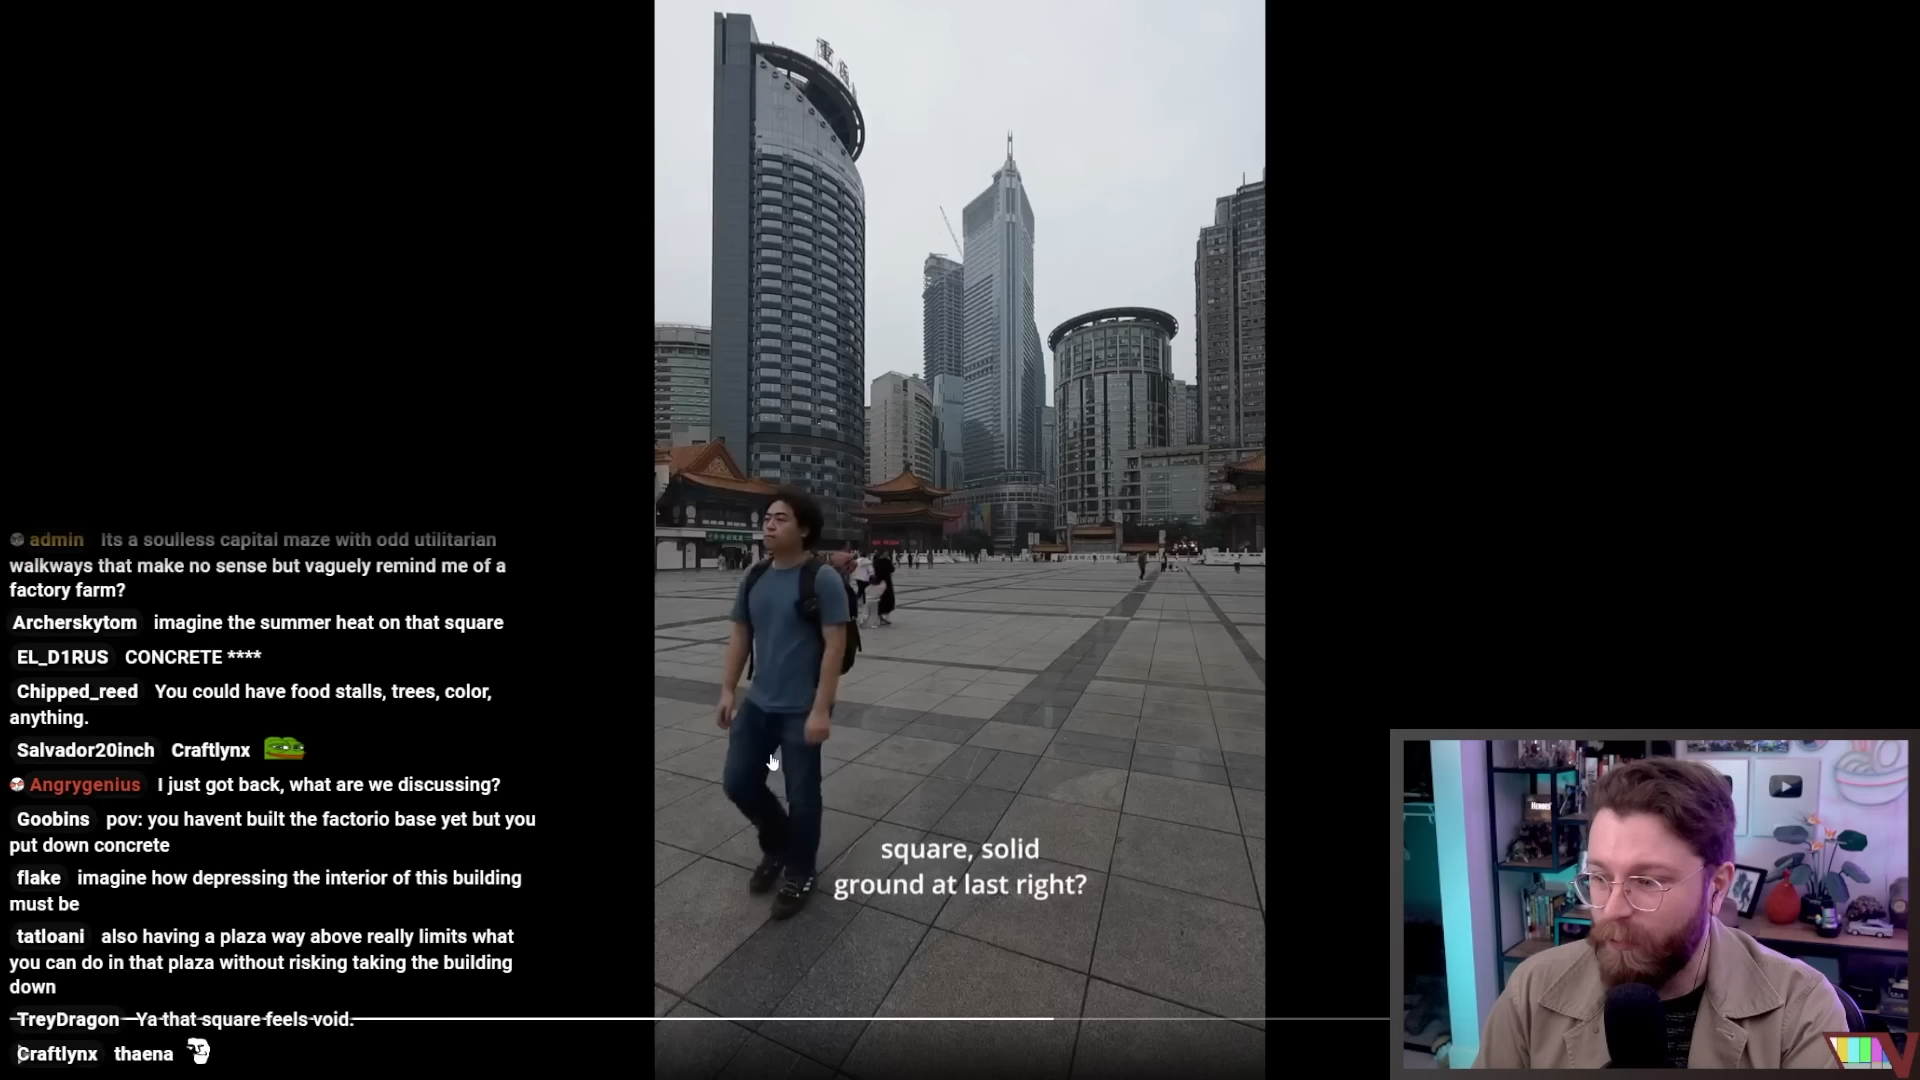 亚
admin Its a soulless capital maze with odd utilitarian
walkways that make no sense but vaguely remind me of a
factory farm?
Archerskytom imagine the summer heat on that square
EL_D1RUS CONCRETE ****
Chipped_reed You could have food stalls, trees, color,
anything.
Salvador20inch Craftlynx
Angrygenius I just got back, what are we discussing?
Goobins pov: you havent built the factorio base yet but you
put down concrete
flake imagine how depressing the interior of this building
must be
tatloani also having a plaza way above really limits what
you can do in that plaza without risking taking the building
down
TreyDragon Ya that square feels void.
Craftlynx thaena
square, solid
ground at last right?